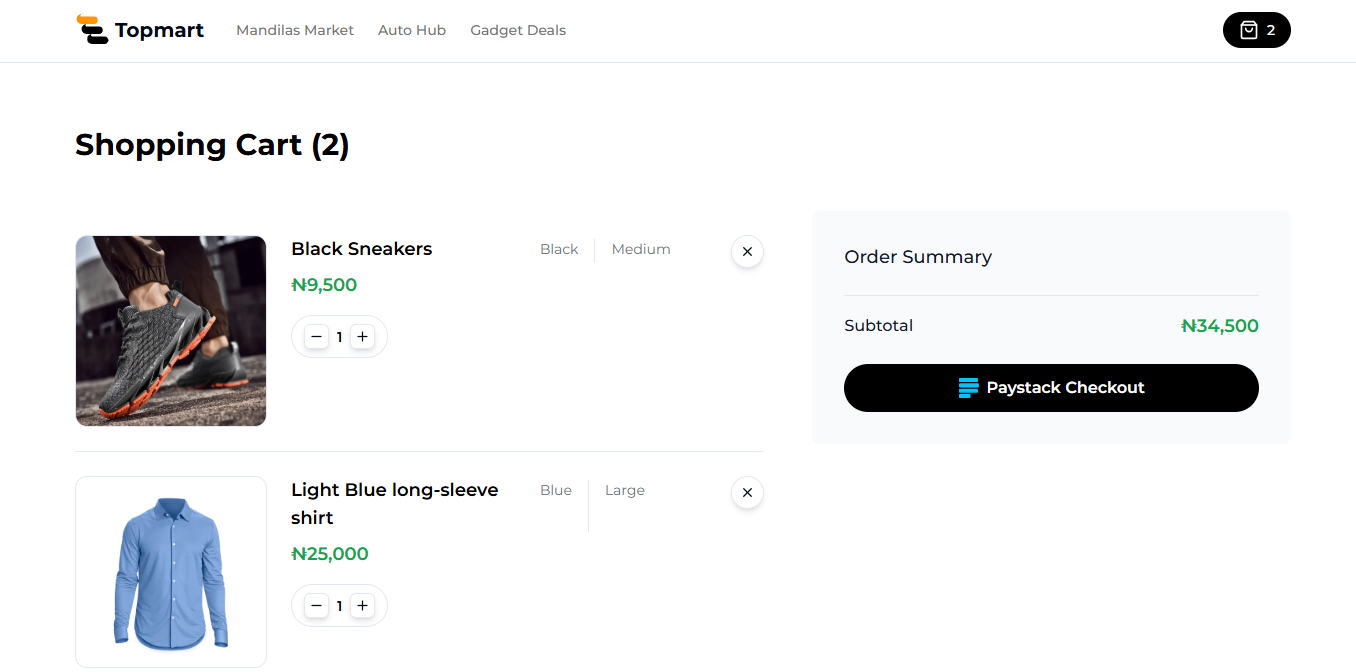 Topmart
Mandilas Market
Auto Hub
Gadget Deals
2
Shopping Cart (2)
Black Sneakers
Black
Medium
₦9,500
1
Light Blue long-sleeve
shirt
Blue
Large
₦25,000
1
Order Summary
Subtotal
₦34,500
Paystack Checkout